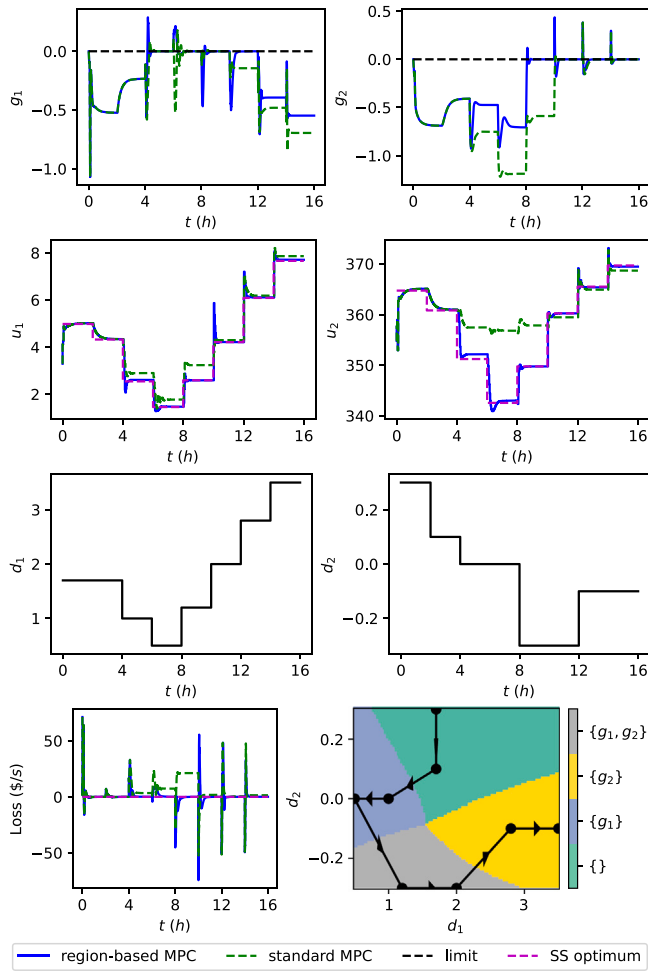 0.0
−0.5
−1.0
g1
0 4 8 12 16
t (h)
0.5
0.0
−0.5
−1.0
g2
0 4 8 12 16
t (h)
8
6
4
2
u1
0 4 8 12 16
t (h)
370
360
350
340
u2
0 4 8 12 16
t (h)
3
2
1
d1
0 4 8 12 16
t (h)
0.2
0.0
−0.2
d2
0 4 8 12 16
t (h)
50
0
−50
Loss ($/s)
0 4 8 12 16
t (h)
0.2
0.0
−0.2
d2
1 2 3
d1
{g1, g2}
{g2}
{g1}
{}
region-based MPC standard MPC limit SS optimum